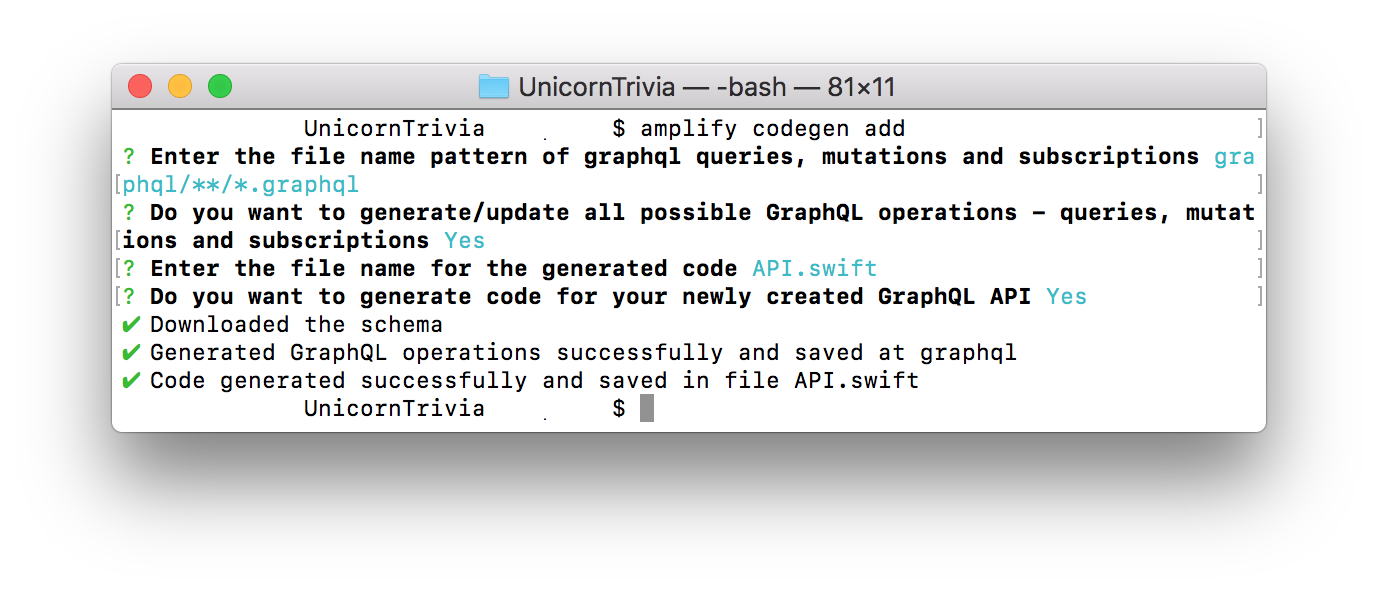 UnicornTrivia — -bash — 81×11
UnicornTrivia . $ amplify codegen add ]
? Enter the file name pattern of graphql queries, mutations and subscriptions gra
[phql/**/*.graphql ]
? Do you want to generate/update all possible GraphQL operations - queries, mutat
[ions and subscriptions Yes ]
[? Enter the file name for the generated code API.swift ]
[? Do you want to generate code for your newly created GraphQL API Yes ]
✔ Downloaded the schema
✔ Generated GraphQL operations successfully and saved at graphql
✔ Code generated successfully and saved in file API.swift
UnicornTrivia . $